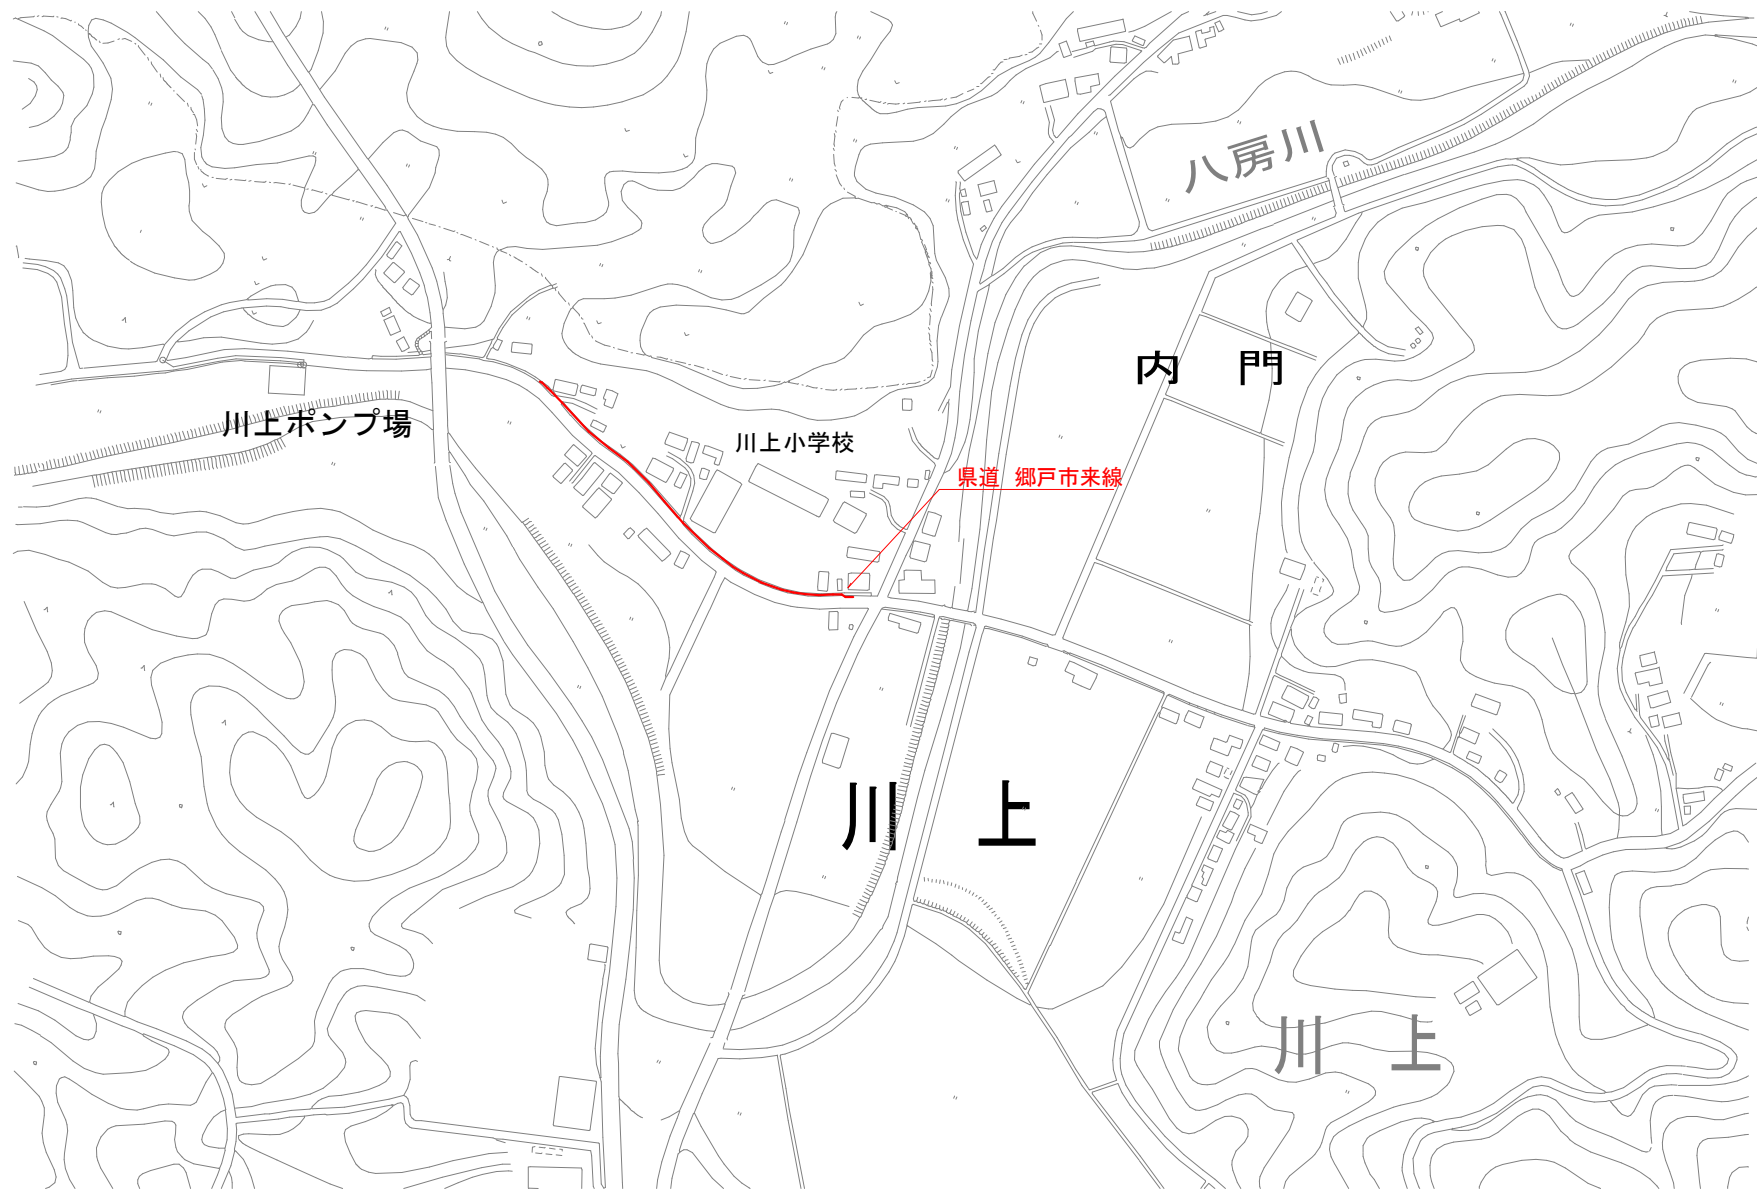 八房川
内 門
川上ポンプ場
川上小学校
県道 郷戸市来線
川 上
川 上